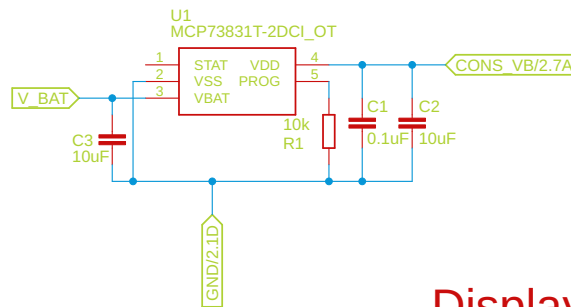 U1
MCP73831T-2DCI_OT
1 STAT VDD 4
2 VSS PROG 5
3 VBAT
CONS_VB/2.7A
V_BAT
C3
10uF
10k
R1
C1
0.1uF
C2
10uF
GND/2.1D
Display